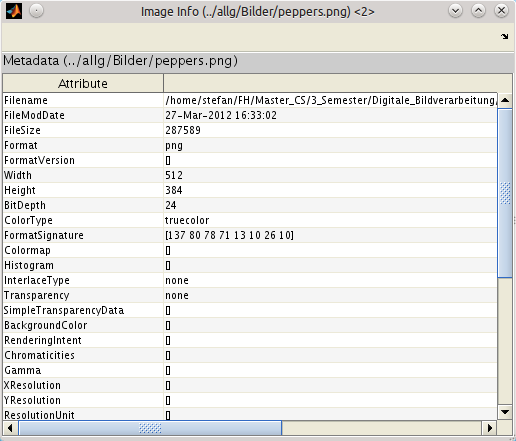 Image Info (../allg/Bilder/peppers.png) <2>
Metadata (../allg/Bilder/peppers.png)
Attribute
Filename /home/stefan/FH/Master_CS/3_Semester/Digitale_Bildverarbeitung/
FileModDate 27-Mar-2012 16:33:02
FileSize 287589
Format png
FormatVersion []
Width 512
Height 384
BitDepth 24
ColorType truecolor
FormatSignature [137 80 78 71 13 10 26 10]
Colormap []
Histogram []
InterlaceType none
Transparency none
SimpleTransparencyData []
BackgroundColor []
RenderingIntent []
Chromaticities []
Gamma []
XResolution []
YResolution []
ResolutionUnit []